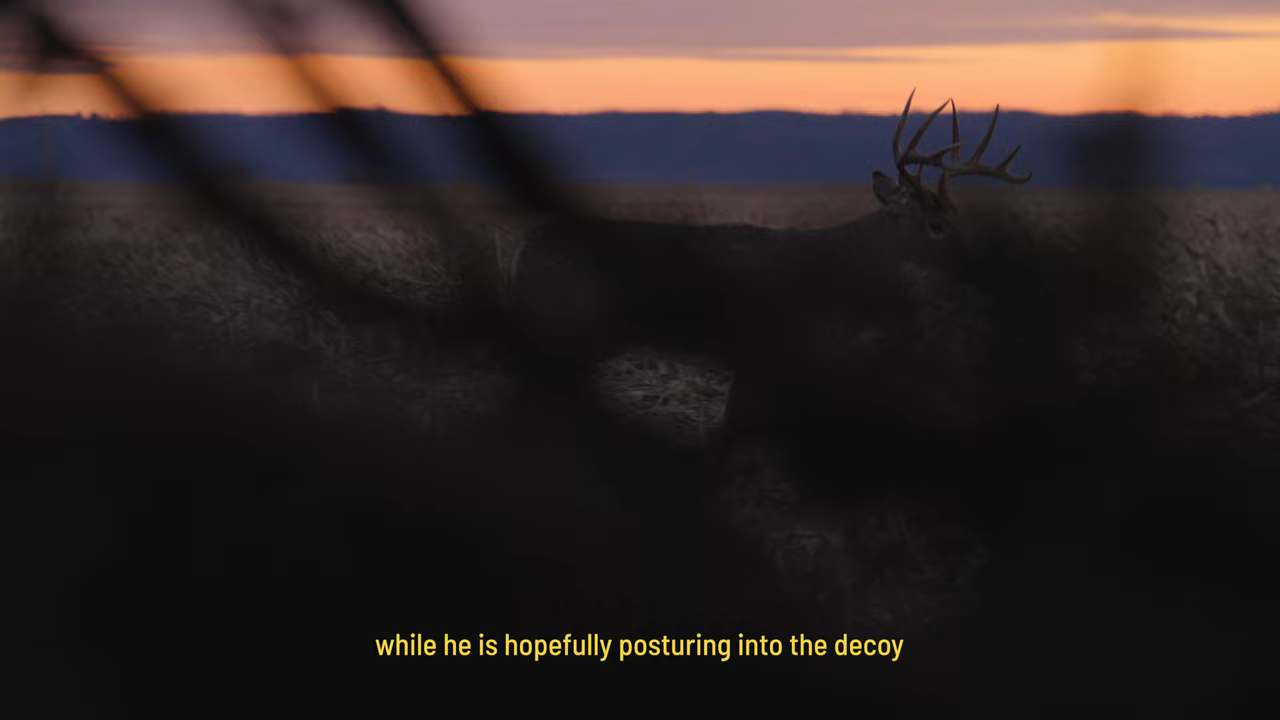 while he is hopefully posturing into the decoy